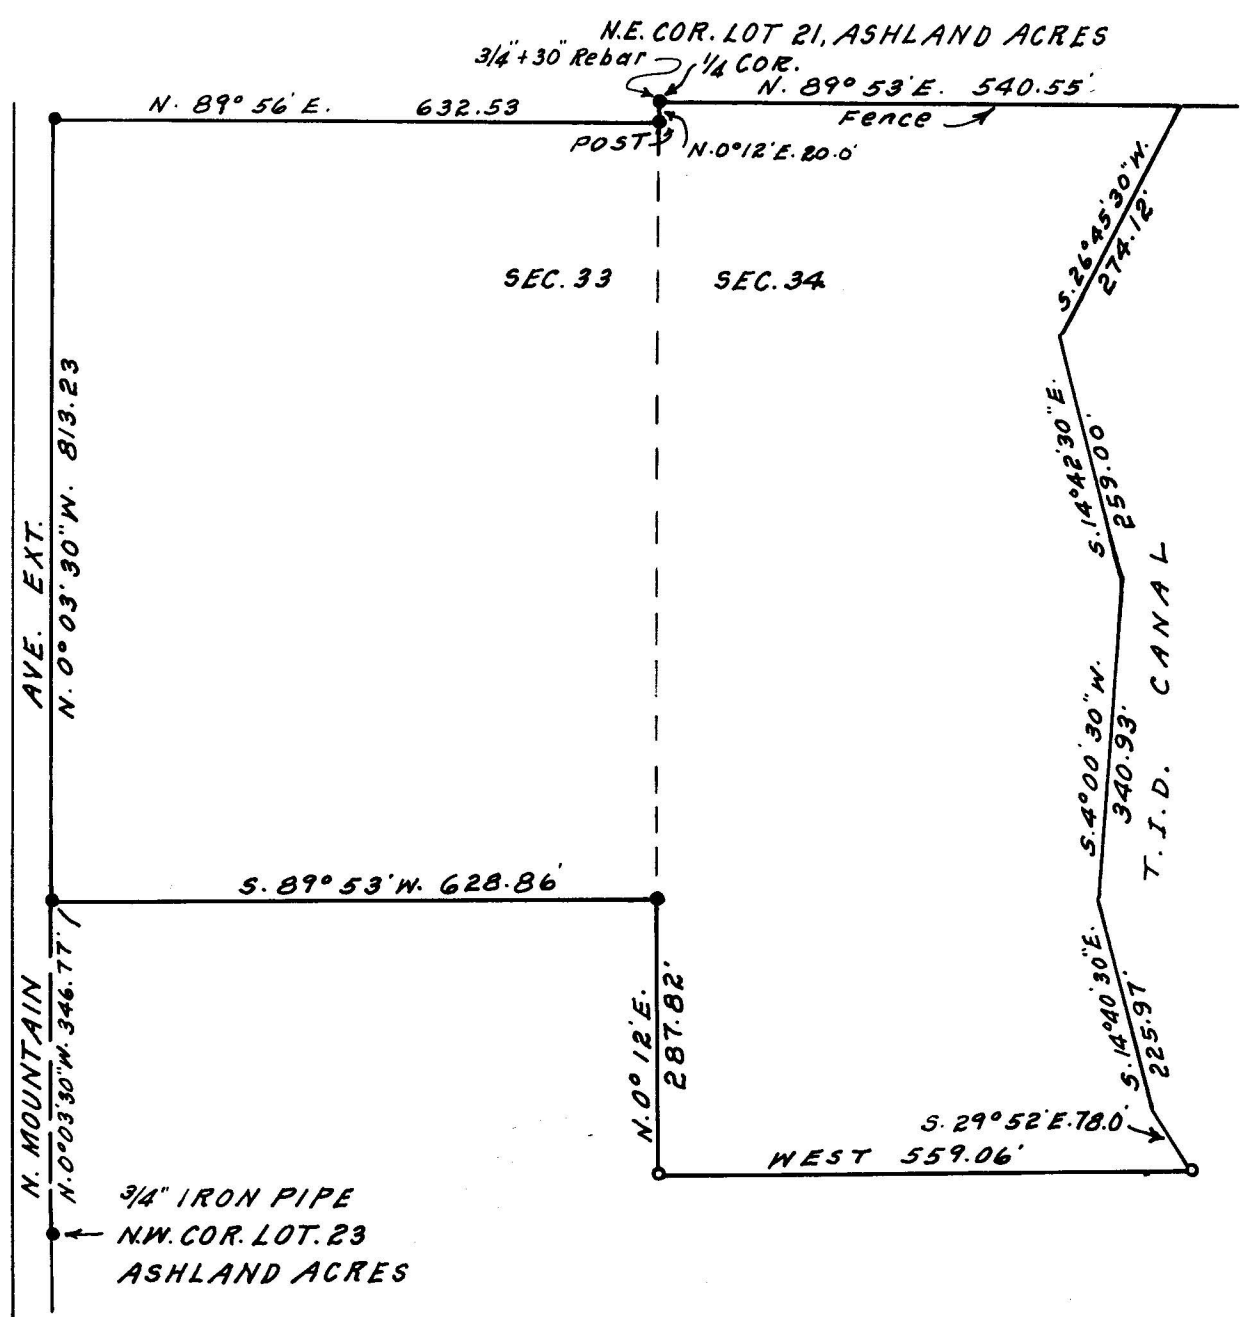 N.E. COR. LOT 21, ASHLAND ACRES
3/4" + 30" Rebar
1/4 COR.
N. 89° 56' E. 632.53
N. 89° 53' E. 540.55'
Fence
POST
N. 0° 12' E. 20.0'
S. 26° 45' 30" W.
274.12'
SEC. 33
SEC. 34
N. 0° 03' 30" W. 813.23
S. 14° 42' 30" E.
259.00'
AVE. EXT.
T. I. D. CANAL
S. 4° 00' 30" W.
340.93'
S. 89° 53' W. 628.86'
N. MOUNTAIN
N. 0° 03' 30" W. 346.77'
N. 0° 12' E.
287.82'
S. 14° 40' 30" E.
225.97'
S. 29° 52' E. 78.0'
WEST 559.06'
3/4" IRON PIPE
N.W. COR. LOT. 23
ASHLAND ACRES